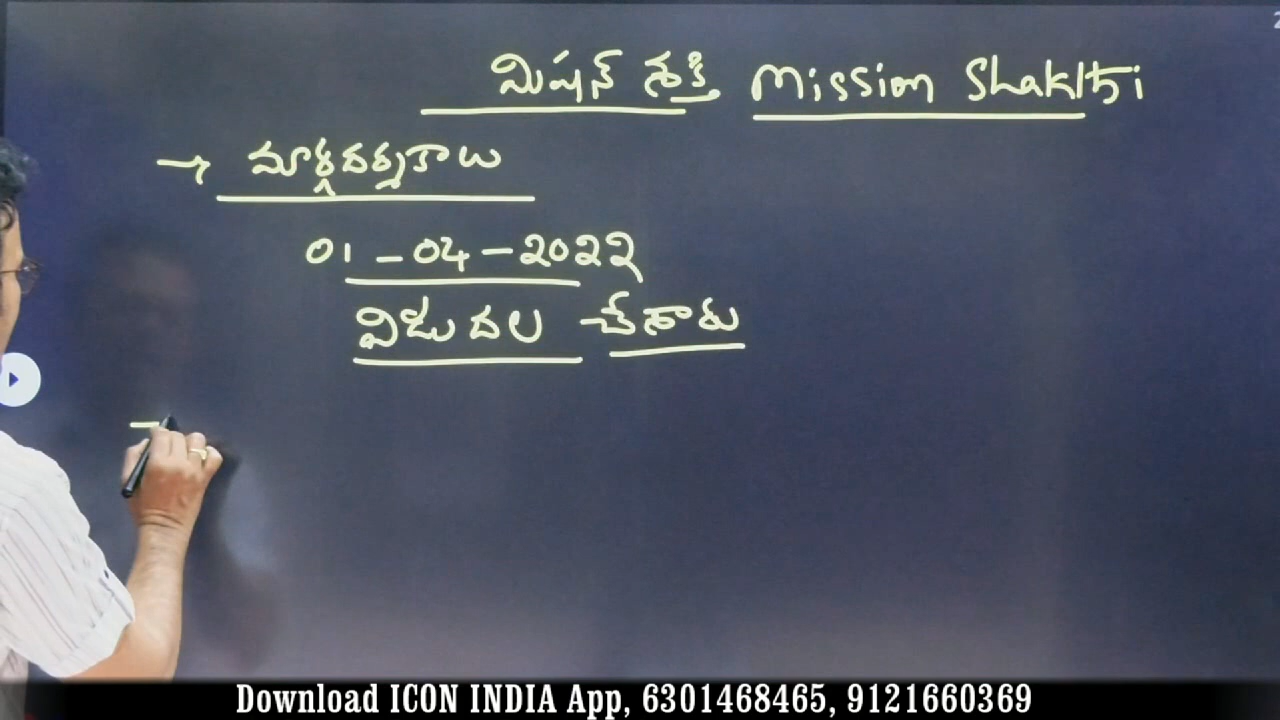 మిషన్ శక్తి Mission Shakthi
→ మార్గదర్శకాలు
01-04-2022
విడుదల చేసారు
Download ICON INDIA App, 6301468465, 9121660369